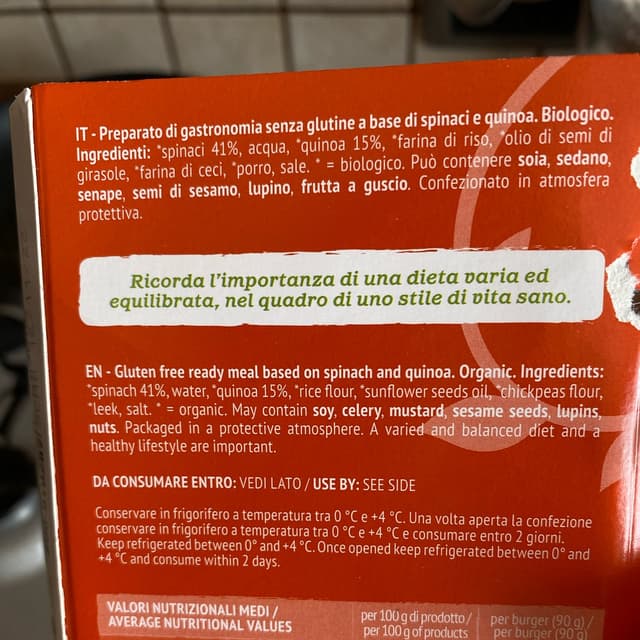 IT - Preparato di gastronomia senza glutine a base di spinaci e quinoa. Biologico.
Ingredienti: *spinaci 41%, acqua, *quinoa 15%, *farina di riso, *olio di semi di
girasole, *farina di ceci, *porro, sale. * = biologico. Può contenere soia, sedano,
senape, semi di sesamo, lupino, frutta a guscio. Confezionato in atmosfera
protettiva.
Ricorda l'importanza di una dieta varia ed
equilibrata, nel quadro di uno stile di vita sano.
EN - Gluten free ready meal based on spinach and quinoa. Organic. Ingredients:
*spinach 41%, water, *quinoa 15%, *rice flour, *sunflower seeds oil, *chickpeas flour,
*leek, salt. * = organic. May contain soy, celery, mustard, sesame seeds, lupins,
nuts. Packaged in a protective atmosphere. A varied and balanced diet and a
healthy lifestyle are important.
DA CONSUMARE ENTRO: VEDI LATO / USE BY: SEE SIDE
Conservare in frigorifero a temperatura tra 0 °C e +4 °C. Una volta aperta la confezione
conservare in frigorifero a temperatura tra 0 °C e +4 °C e consumare entro 2 giorni.
Keep refrigerated between 0° and +4 °C. Once opened keep refrigerated between 0° and
+4 °C and consume within 2 days.
VALORI NUTRIZIONALI MEDI / per 100 g di prodotto / per burger (90 g) /
AVERAGE NUTRITIONAL VALUES per 100 g of products per burger (90 g)